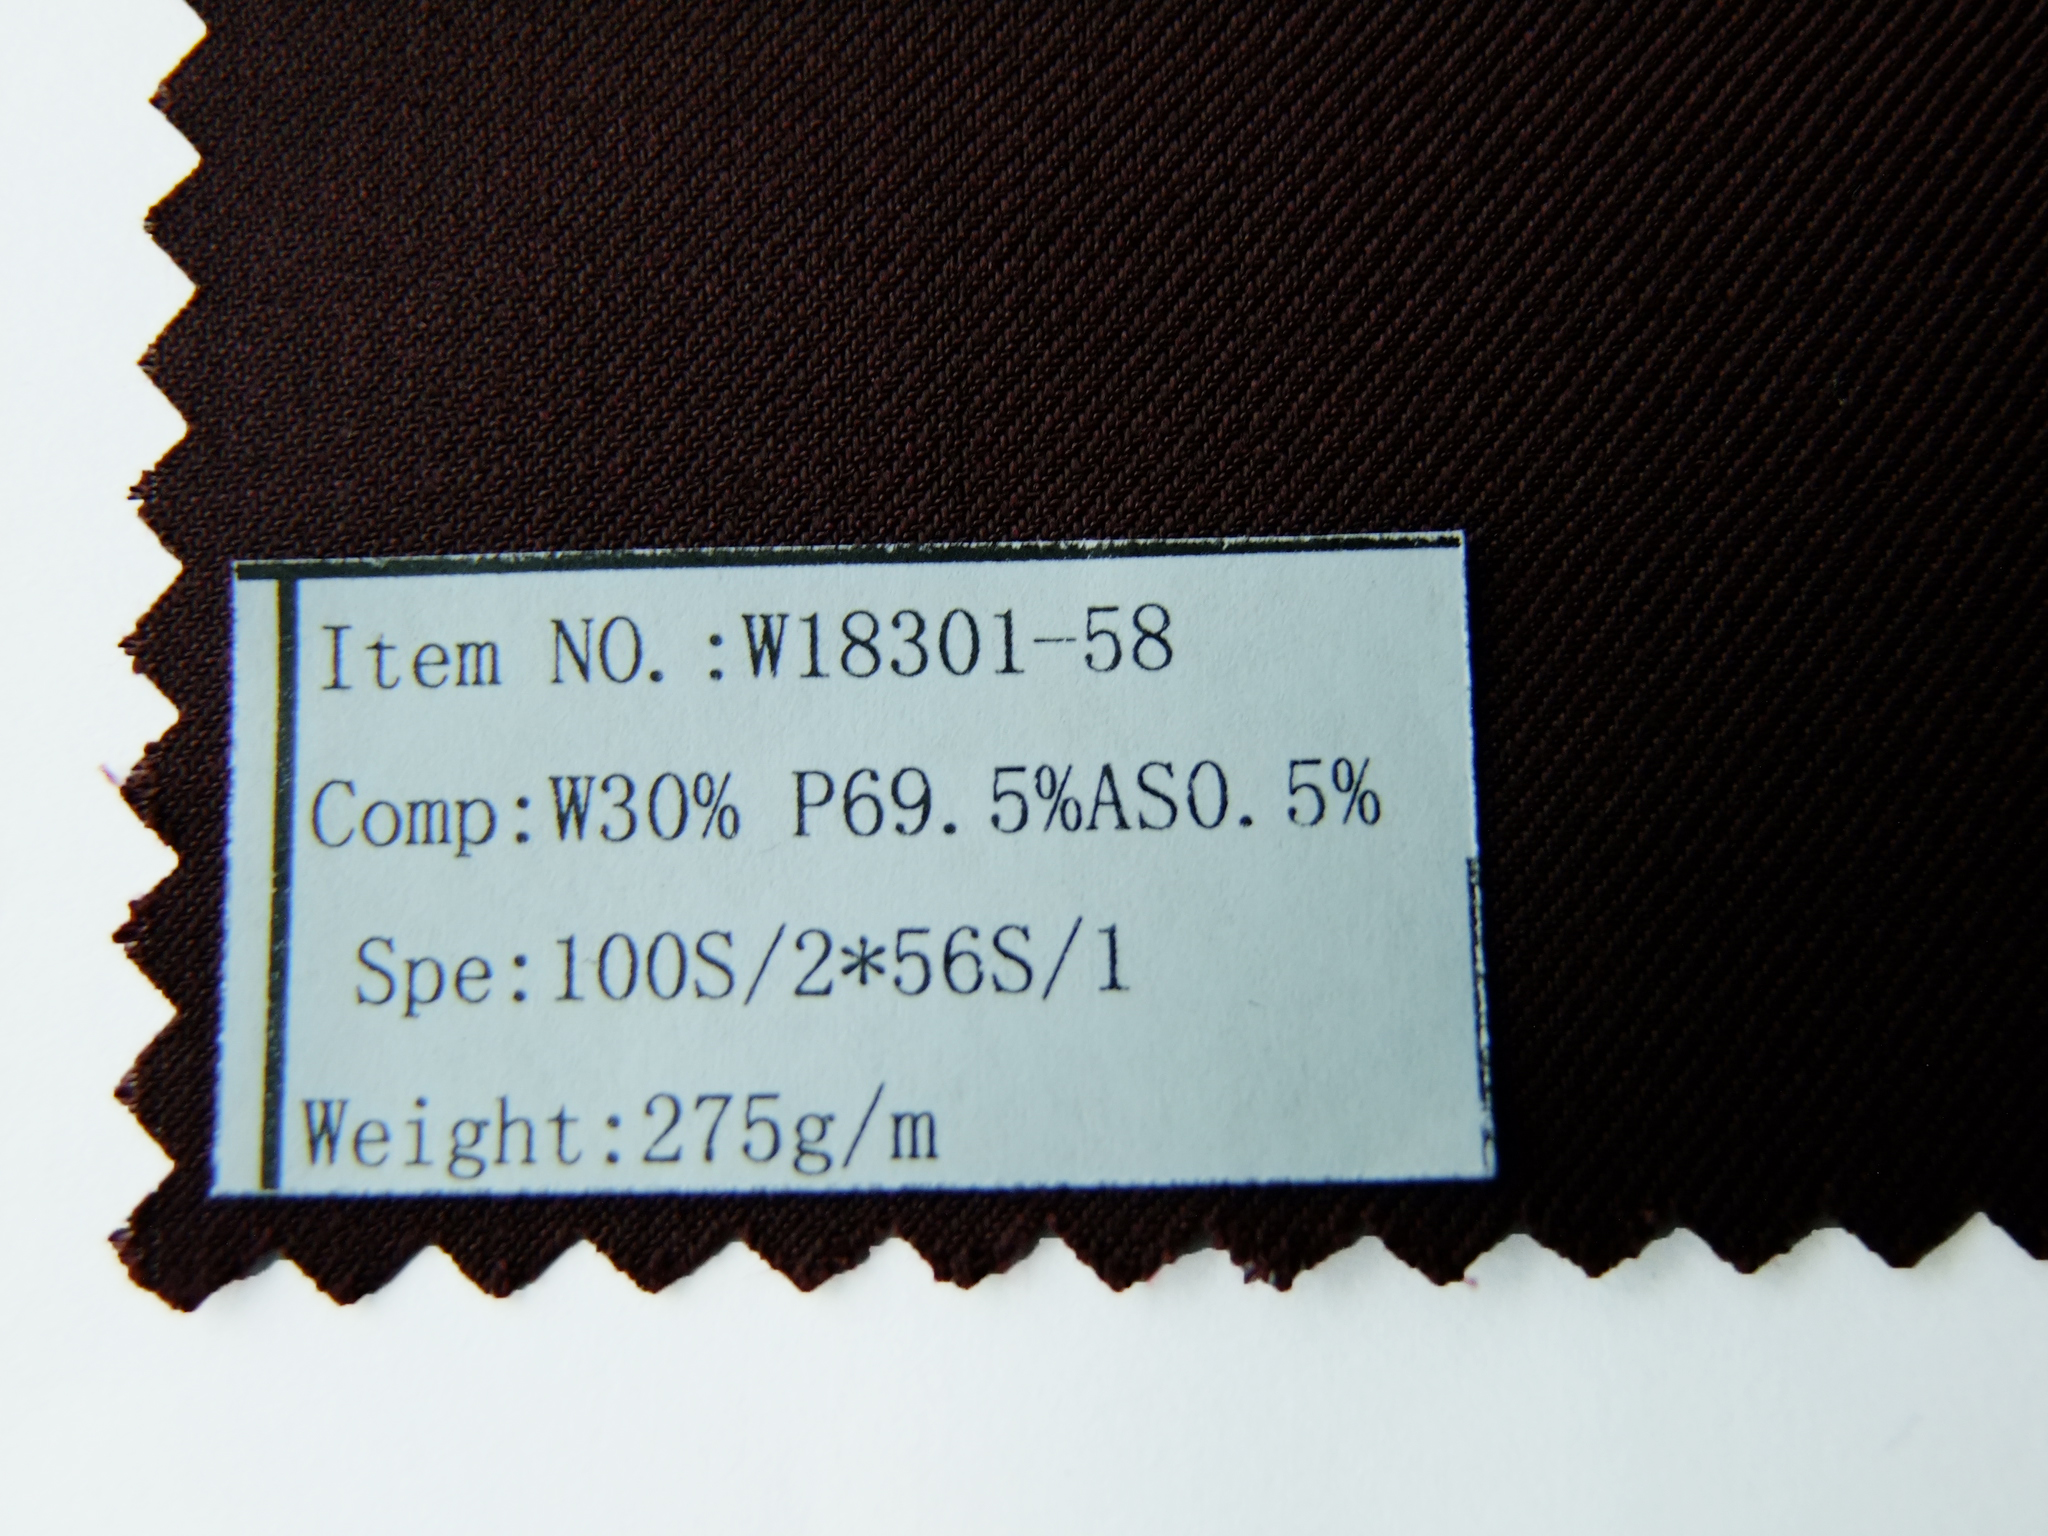 Item NO.:W18301-58
Comp:W30% P69.5%AS0.5%
Spe:100S/2*56S/1
Weight:275g/m